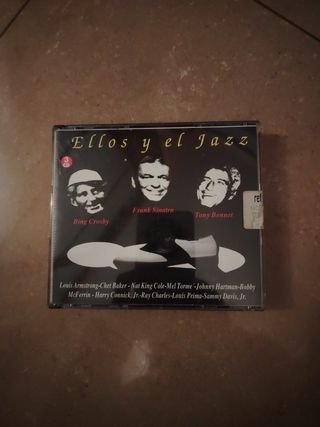 Ellos y el Jazz
3
CD
Bing Crosby
Frank Sinatra
Tony Bennet
ref
Louis Armstrong-Chet Baker - Nat King Cole-Mel Torme -Johnny Hartman-Bobby
McFerrin - Harry Connick, Jr.-Ray Charles-Louis Prima-Sammy Davis, Jr.